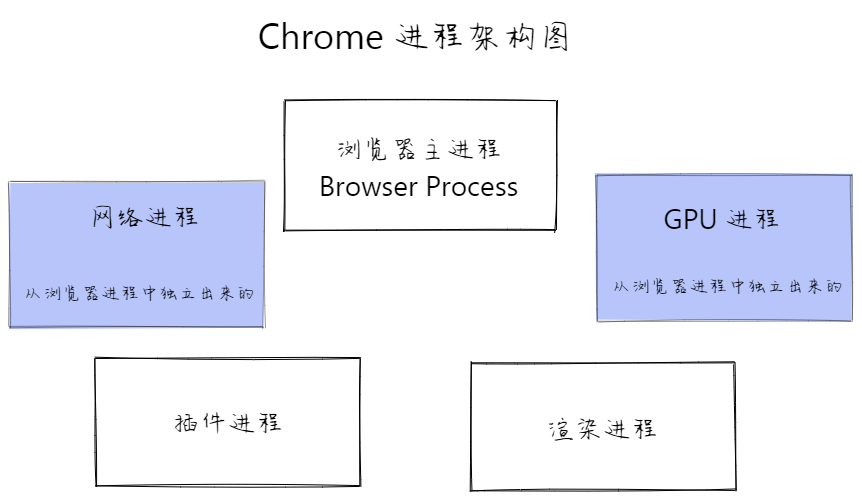 Chrome 进程架构图
浏览器主进程
Browser Process
网络进程
从浏览器进程中独立出来的
GPU 进程
从浏览器进程中独立出来的
插件进程
渲染进程